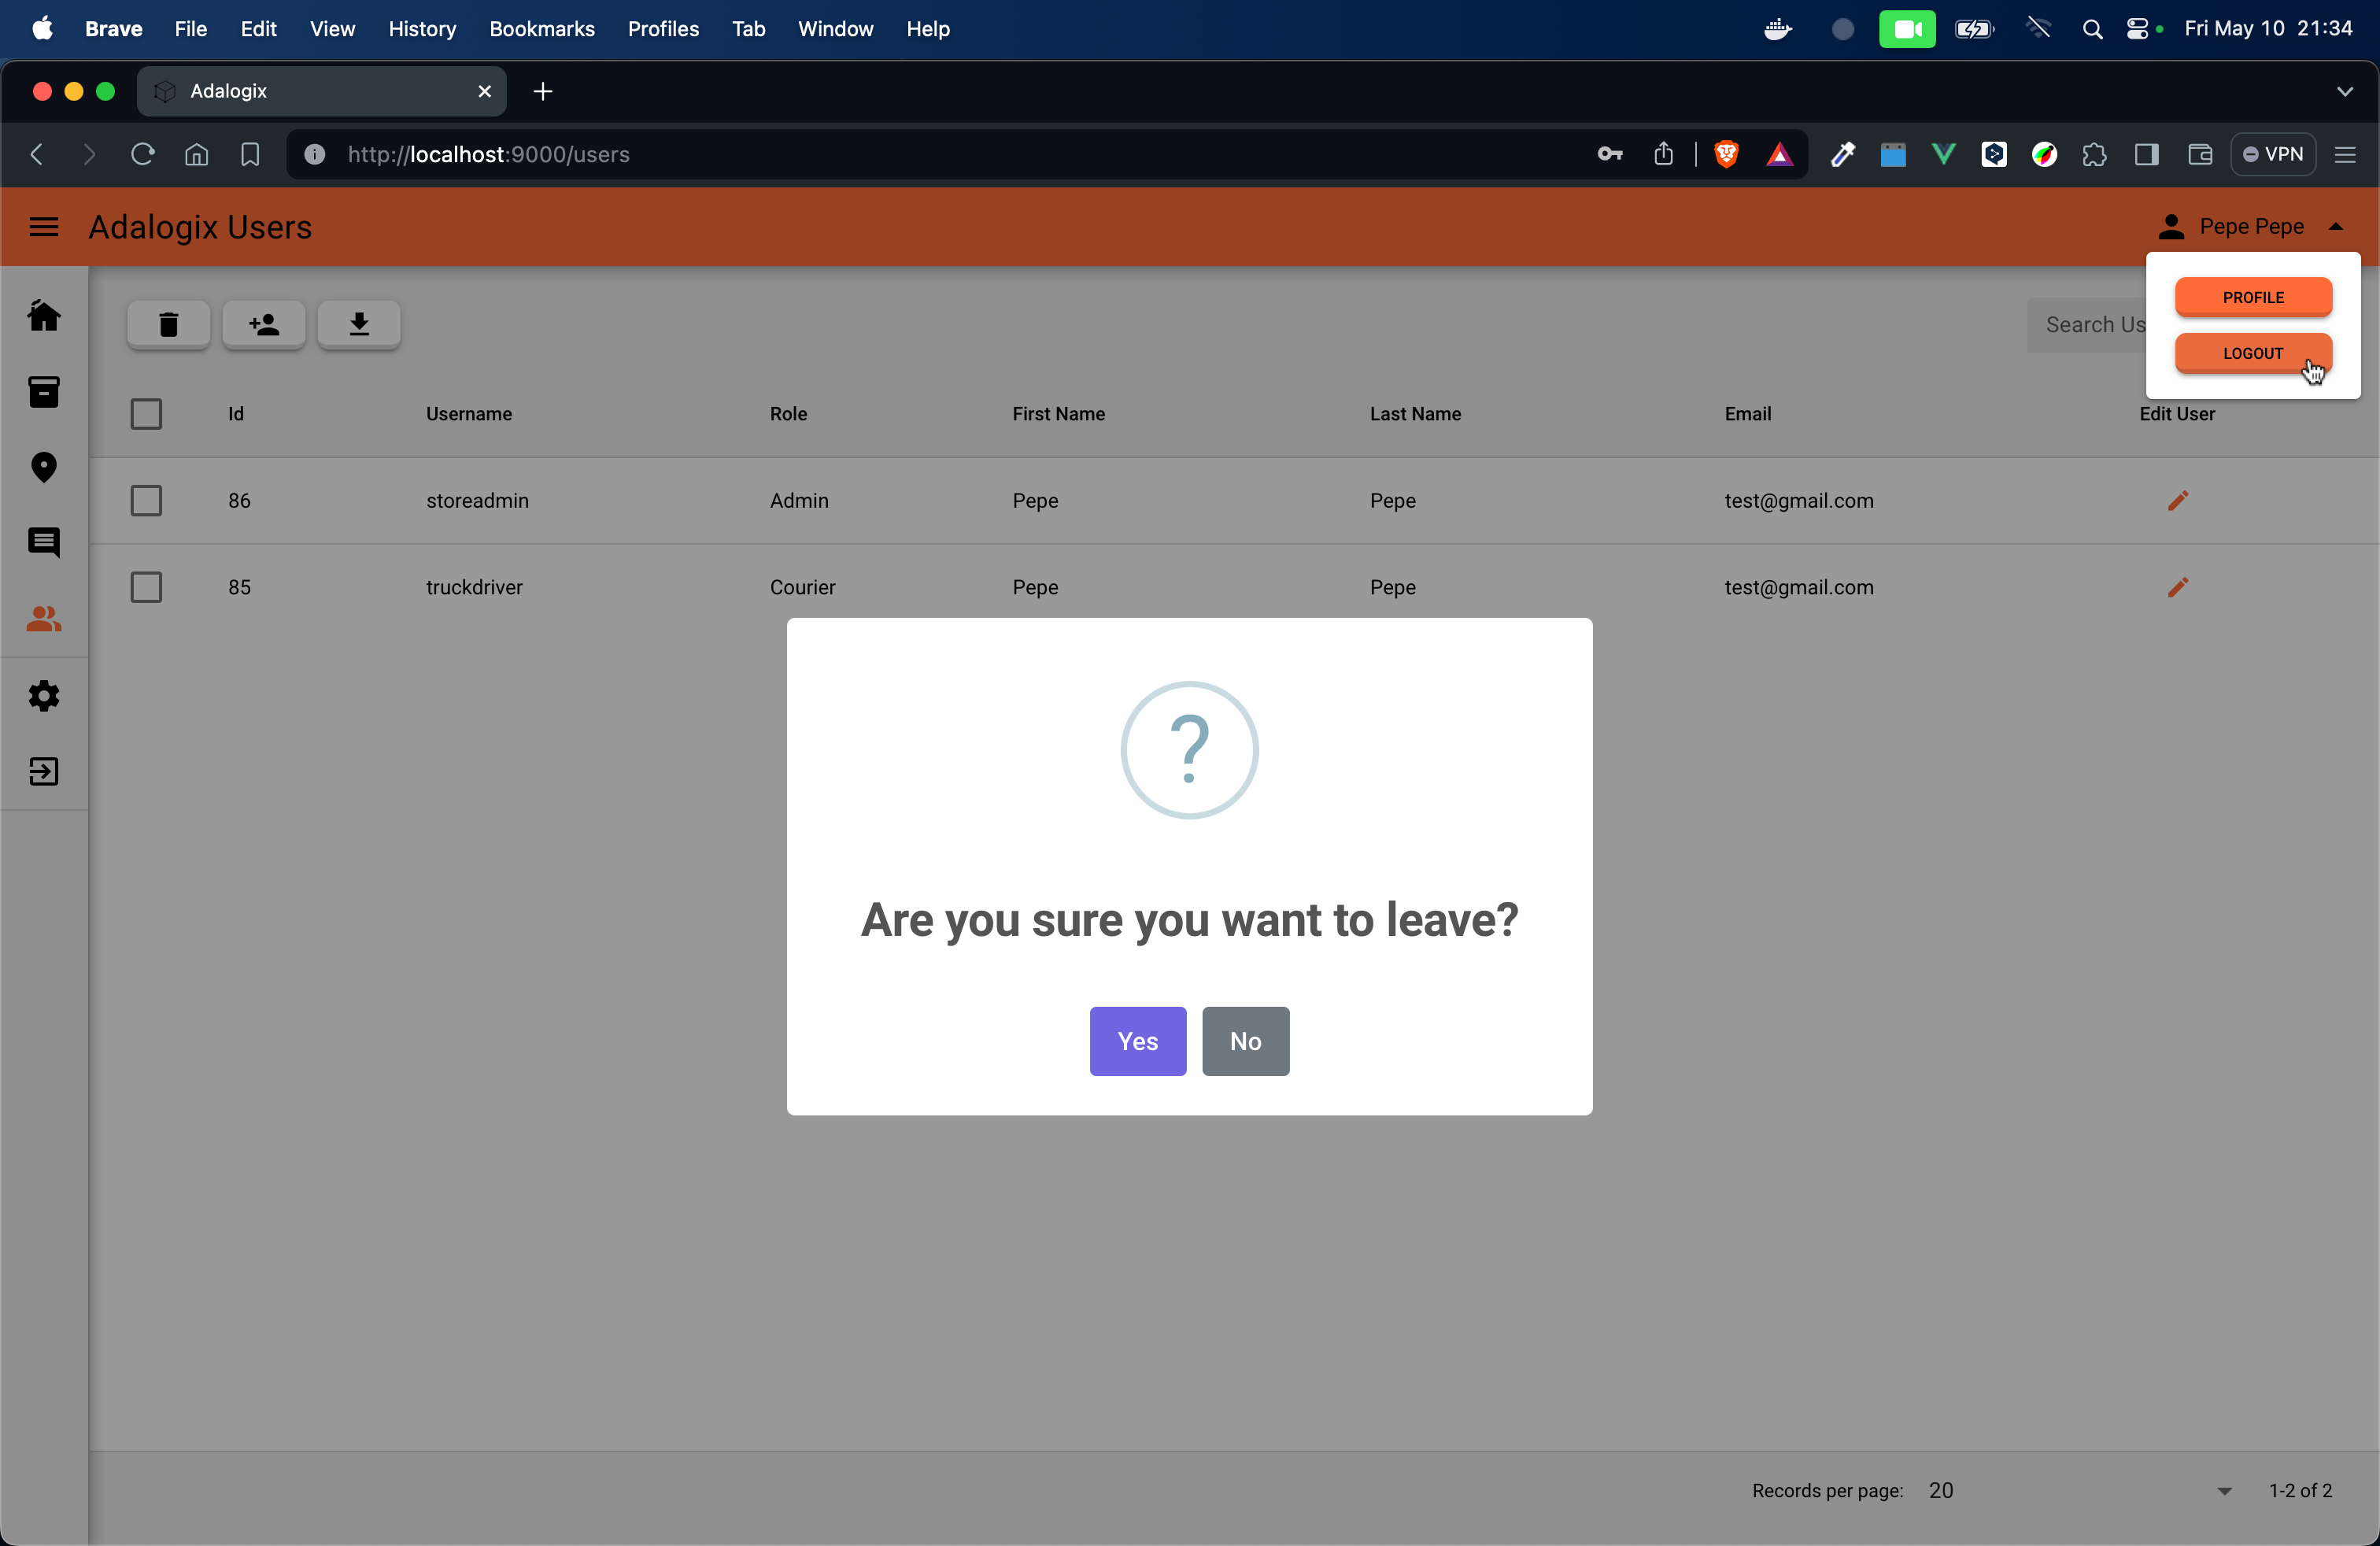 Brave File Edit View History Bookmarks Profiles Tab Window Help Fri May 10 21:34
Adalogix
http://localhost:9000/users VPN
Adalogix Users Pepe Pepe
PROFILE
Search Us
LOGOUT
Id Username Role First Name Last Name Email Edit User
86 storeadmin Admin Pepe Pepe test@gmail.com
85 truckdriver Courier Pepe Pepe test@gmail.com
?
Are you sure you want to leave?
Yes No
Records per page: 20 1-2 of 2